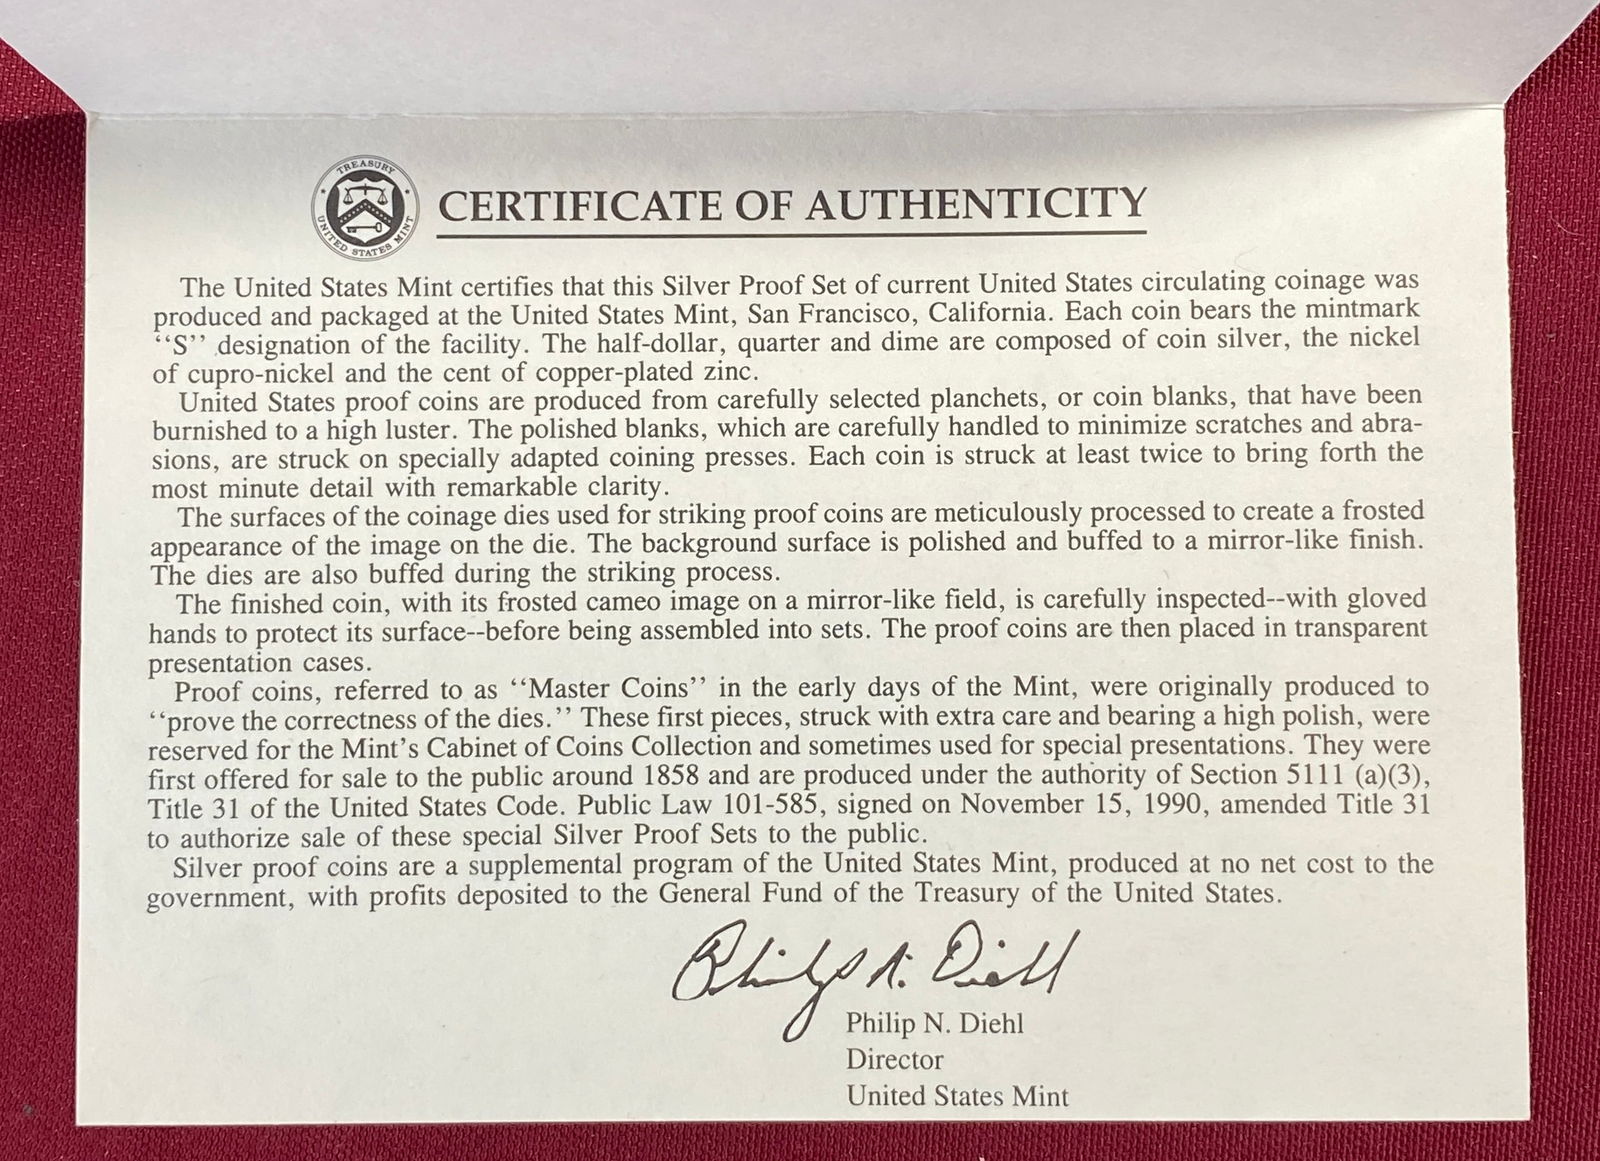 TREASURY
UNITED STATES MINT
CERTIFICATE OF AUTHENTICITY
The United States Mint certifies that this Silver Proof Set of current United States circulating coinage was
produced and packaged at the United States Mint, San Francisco, California. Each coin bears the mintmark
‘‘S’’ designation of the facility. The half-dollar, quarter and dime are composed of coin silver, the nickel
of cupro-nickel and the cent of copper-plated zinc.
United States proof coins are produced from carefully selected planchets, or coin blanks, that have been
burnished to a high luster. The polished blanks, which are carefully handled to minimize scratches and abra-
sions, are struck on specially adapted coining presses. Each coin is struck at least twice to bring forth the
most minute detail with remarkable clarity.
The surfaces of the coinage dies used for striking proof coins are meticulously processed to create a frosted
appearance of the image on the die. The background surface is polished and buffed to a mirror-like finish.
The dies are also buffed during the striking process.
The finished coin, with its frosted cameo image on a mirror-like field, is carefully inspected--with gloved
hands to protect its surface--before being assembled into sets. The proof coins are then placed in transparent
presentation cases.
Proof coins, referred to as ‘‘Master Coins’’ in the early days of the Mint, were originally produced to
‘‘prove the correctness of the dies.’’ These first pieces, struck with extra care and bearing a high polish, were
reserved for the Mint’s Cabinet of Coins Collection and sometimes used for special presentations. They were
first offered for sale to the public around 1858 and are produced under the authority of Section 5111 (a)(3),
Title 31 of the United States Code. Public Law 101-585, signed on November 15, 1990, amended Title 31
to authorize sale of these special Silver Proof Sets to the public.
Silver proof coins are a supplemental program of the United States Mint, produced at no net cost to the
government, with profits deposited to the General Fund of the Treasury of the United States.
Philip N. Diehl
Philip N. Diehl
Director
United States Mint